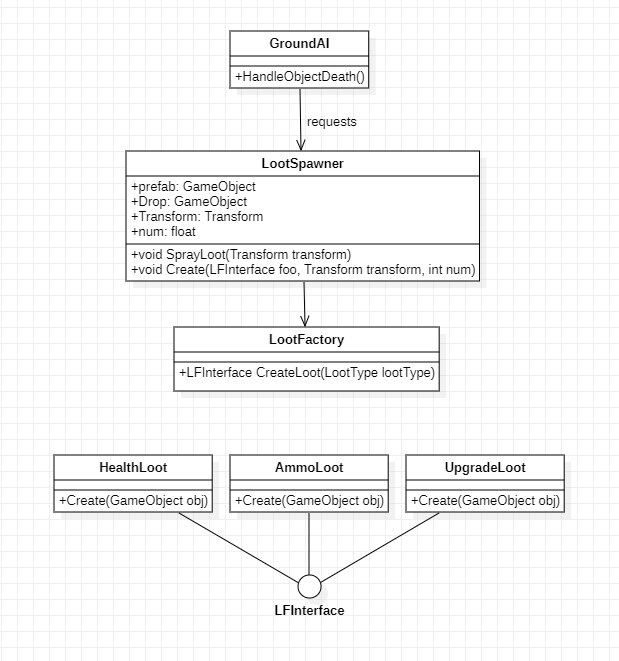 GroundAI
+HandleObjectDeath()
requests
LootSpawner
+prefab: GameObject
+Drop: GameObject
+Transform: Transform
+num: float
+void SprayLoot(Transform transform)
+void Create(LFInterface foo, Transform transform, int num)
LootFactory
+LFInterface CreateLoot(LootType lootType)
HealthLoot
+Create(GameObject obj)
AmmoLoot
+Create(GameObject obj)
UpgradeLoot
+Create(GameObject obj)
LFInterface